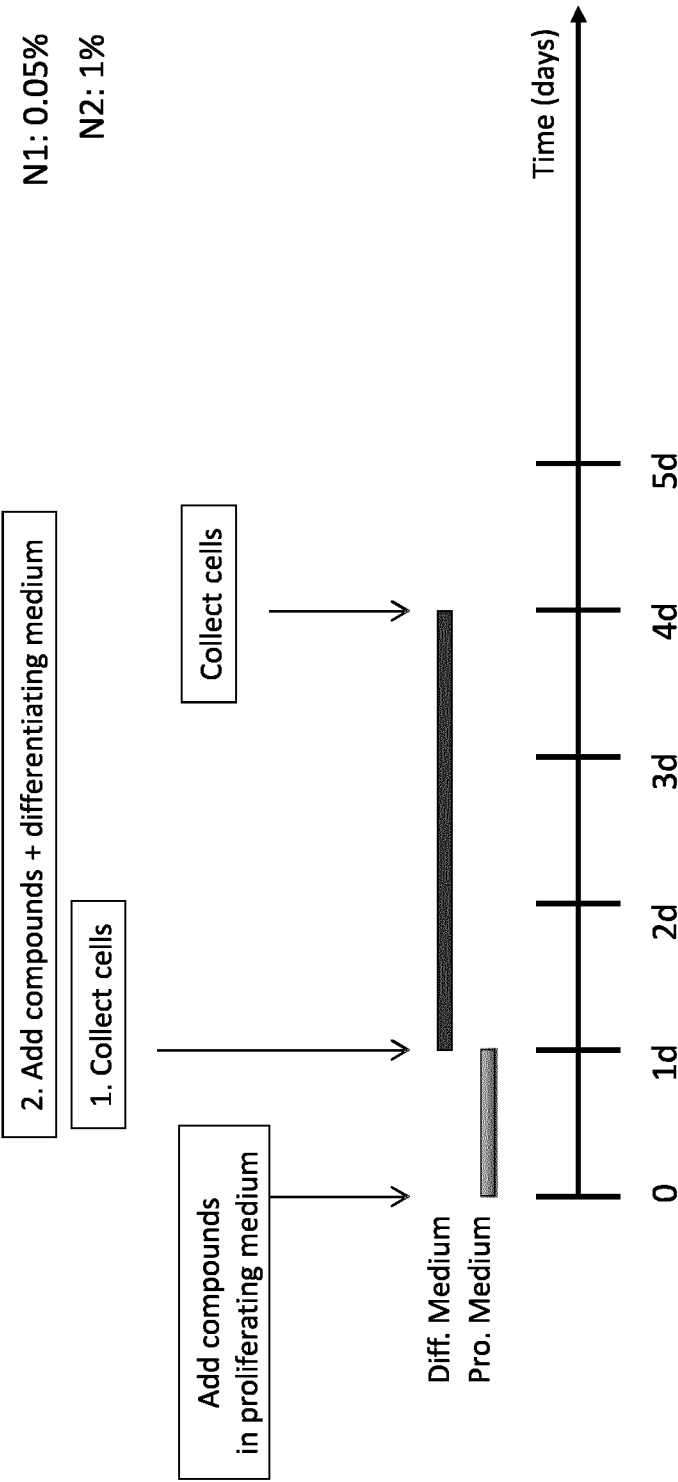 N1: 0.05%
N2: 1%
2. Add compounds + differentiating medium
1. Collect cells
Add compounds
in proliferating medium
Collect cells
Diff. Medium
Pro. Medium
Time (days)
0
1d
2d
3d
4d
5d